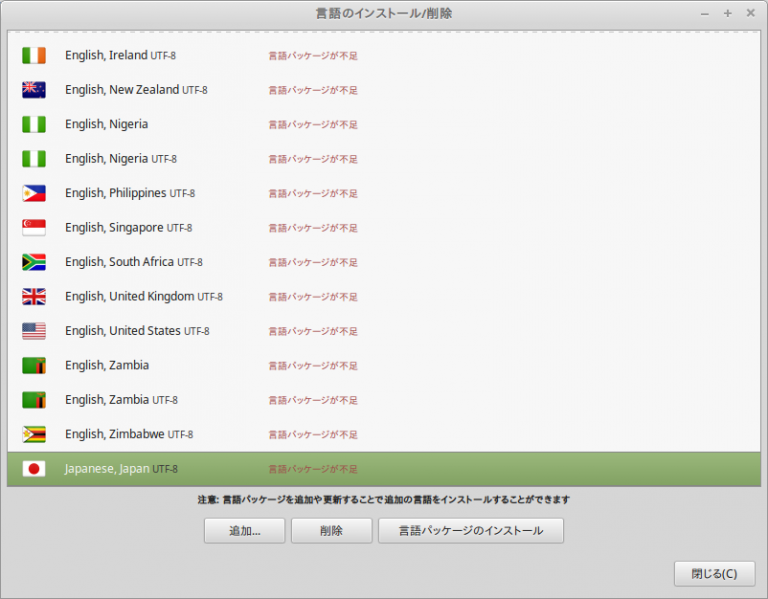 言語のインストール/削除
English, Ireland UTF-8 言語パッケージが不足
English, New Zealand UTF-8 言語パッケージが不足
English, Nigeria 言語パッケージが不足
English, Nigeria UTF-8 言語パッケージが不足
English, Philippines UTF-8 言語パッケージが不足
English, Singapore UTF-8 言語パッケージが不足
English, South Africa UTF-8 言語パッケージが不足
English, United Kingdom UTF-8 言語パッケージが不足
English, United States UTF-8 言語パッケージが不足
English, Zambia 言語パッケージが不足
English, Zambia UTF-8 言語パッケージが不足
English, Zimbabwe UTF-8 言語パッケージが不足
Japanese, Japan UTF-8 言語パッケージが不足
注意: 言語パッケージを追加や更新することで追加の言語をインストールすることができます
追加... 削除 言語パッケージのインストール
閉じる(C)